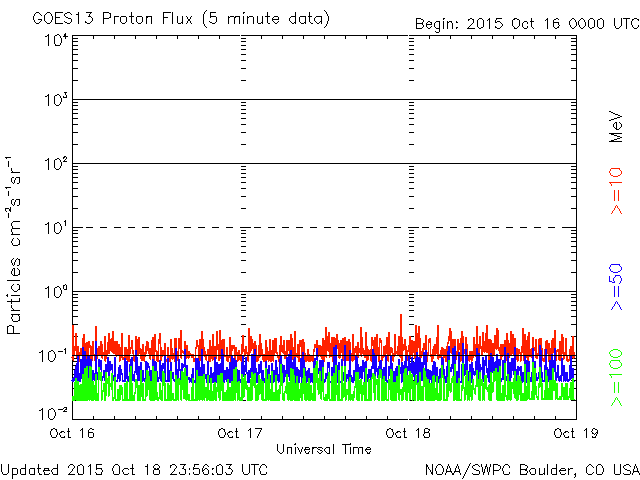 GOES13 Proton Flux (5 minute data)
Begin: 2015 Oct 16 0000 UTC
Particles cm⁻²s⁻¹sr⁻¹
10⁴
10³
10²
10¹
10⁰
10⁻¹
10⁻²
Oct 16
Oct 17
Oct 18
Oct 19
Universal Time
>=10
>=50
>=100
MeV
Updated 2015 Oct 18 23:56:03 UTC
NOAA/SWPC Boulder, CO USA